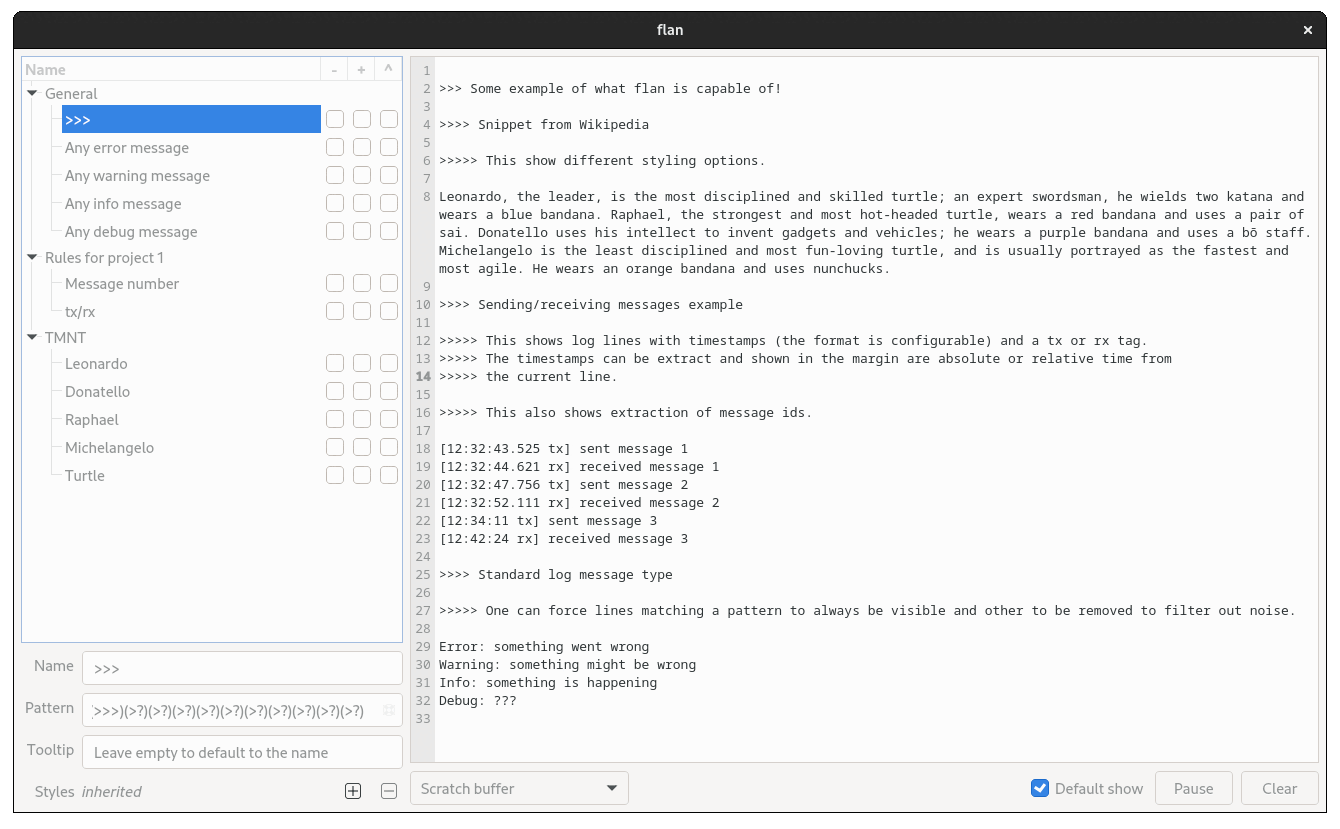 flan
Name - + ^
General
>>>
Any error message
Any warning message
Any info message
Any debug message
Rules for project 1
Message number
tx/rx
TMNT
Leonardo
Donatello
Raphael
Michelangelo
Turtle
Name >>>
Pattern >>>)(>?)(>?)(>?)(>?)(>?)(>?)(>?)(>?)(>?)(>?)
Tooltip Leave empty to default to the name
Styles inherited
1
2 >>> Some example of what flan is capable of!
3
4 >>>> Snippet from Wikipedia
5
6 >>>>> This show different styling options.
7
8 Leonardo, the leader, is the most disciplined and skilled turtle; an expert swordsman, he wields two katana and
wears a blue bandana. Raphael, the strongest and most hot-headed turtle, wears a red bandana and uses a pair of
sai. Donatello uses his intellect to invent gadgets and vehicles; he wears a purple bandana and uses a bō staff.
Michelangelo is the least disciplined and most fun-loving turtle, and is usually portrayed as the fastest and
most agile. He wears an orange bandana and uses nunchucks.
9
10 >>>> Sending/receiving messages example
11
12 >>>>> This shows log lines with timestamps (the format is configurable) and a tx or rx tag.
13 >>>>> The timestamps can be extract and shown in the margin are absolute or relative time from
14 >>>>> the current line.
15
16 >>>>> This also shows extraction of message ids.
17
18 [12:32:43.525 tx] sent message 1
19 [12:32:44.621 rx] received message 1
20 [12:32:47.756 tx] sent message 2
21 [12:32:52.111 rx] received message 2
22 [12:34:11 tx] sent message 3
23 [12:42:24 rx] received message 3
24
25 >>>> Standard log message type
26
27 >>>>> One can force lines matching a pattern to always be visible and other to be removed to filter out noise.
28
29 Error: something went wrong
30 Warning: something might be wrong
31 Info: something is happening
32 Debug: ???
33
Scratch buffer Default show Pause Clear